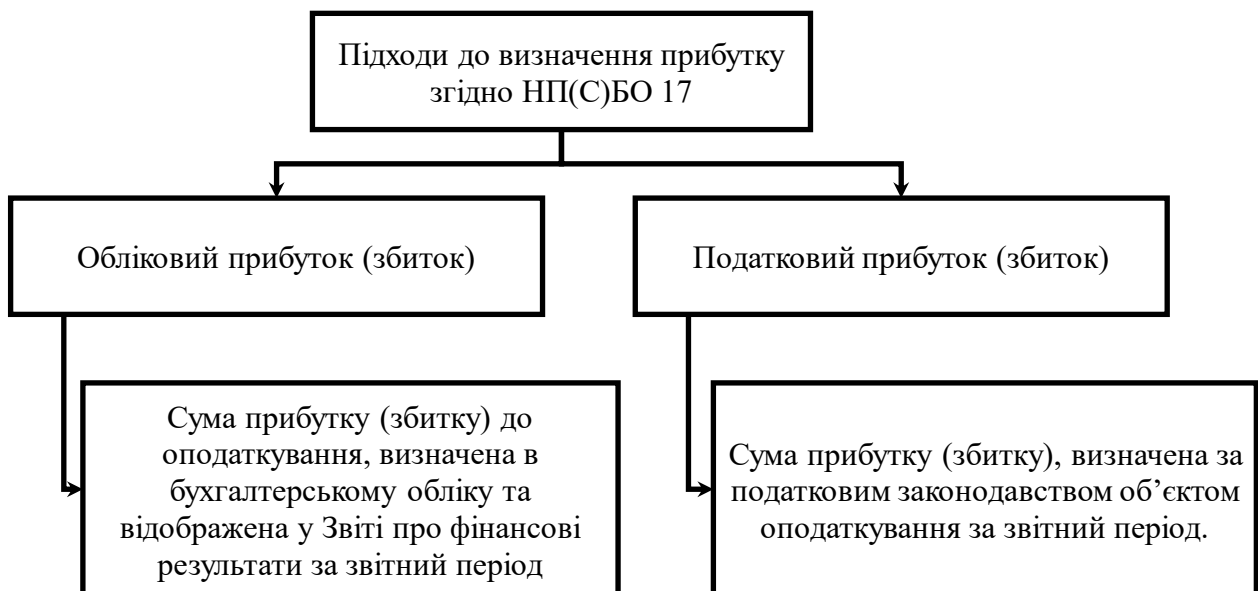 Підходи до визначення прибутку
згідно НП(С)БО 17
Обліковий прибуток (збиток)
Податковий прибуток (збиток)
Сума прибутку (збитку) до
оподаткування, визначена в
бухгалтерському обліку та
відображена у Звіті про фінансові
результати за звітний період
Сума прибутку (збитку), визначена за
податковим законодавством об’єктом
оподаткування за звітний період.